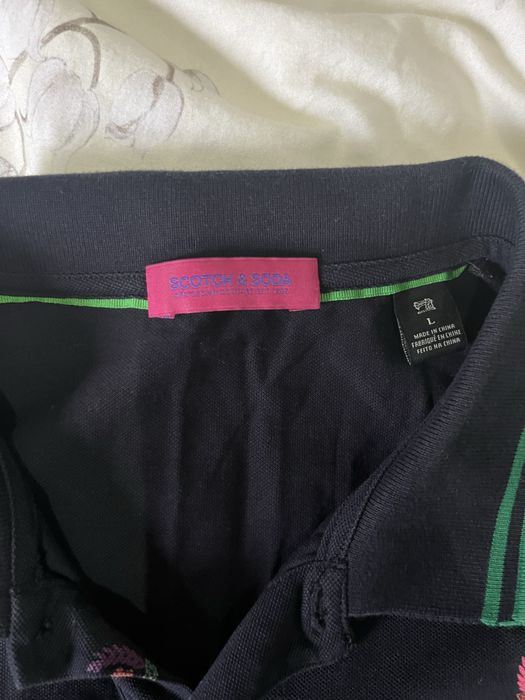 SCOTCH & SODA
L
MADE IN CHINA
FABRIQUÉ EN CHINE
FEITO NA CHINA